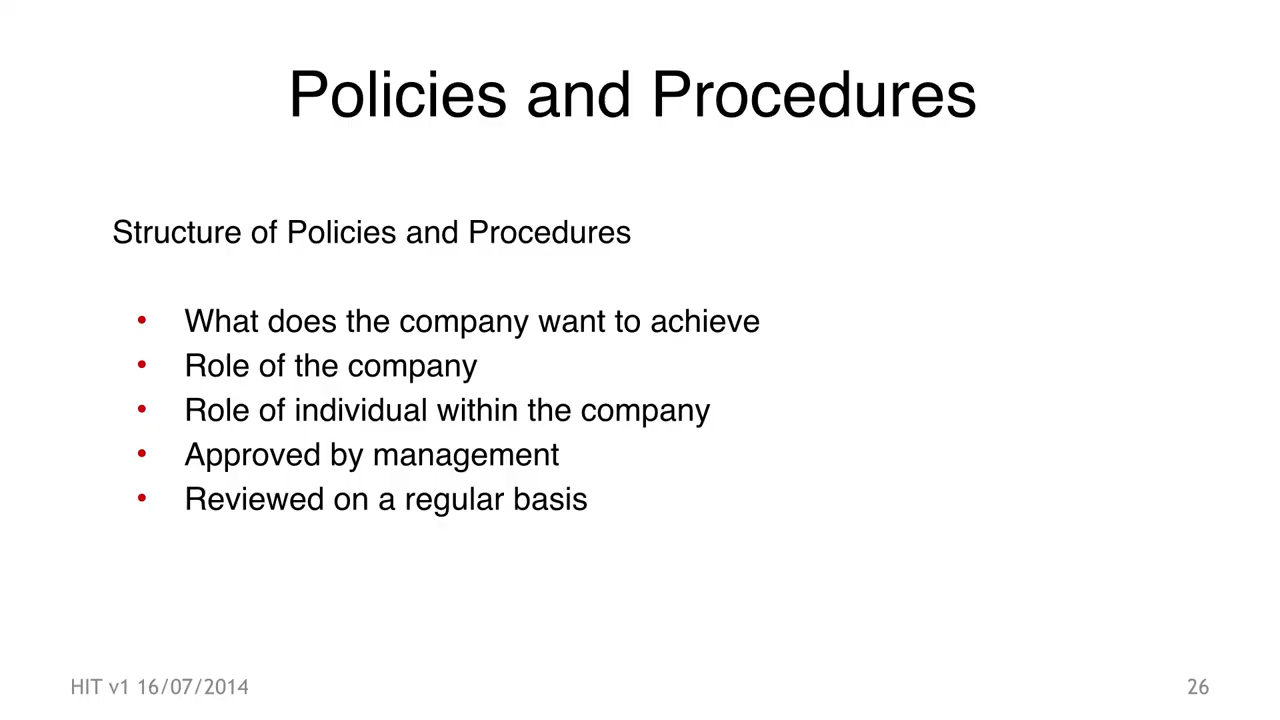 Policies and Procedures
Structure of Policies and Procedures
• What does the company want to achieve
• Role of the company
• Role of individual within the company
• Approved by management
• Reviewed on a regular basis
HIT v1 16/07/2014
26